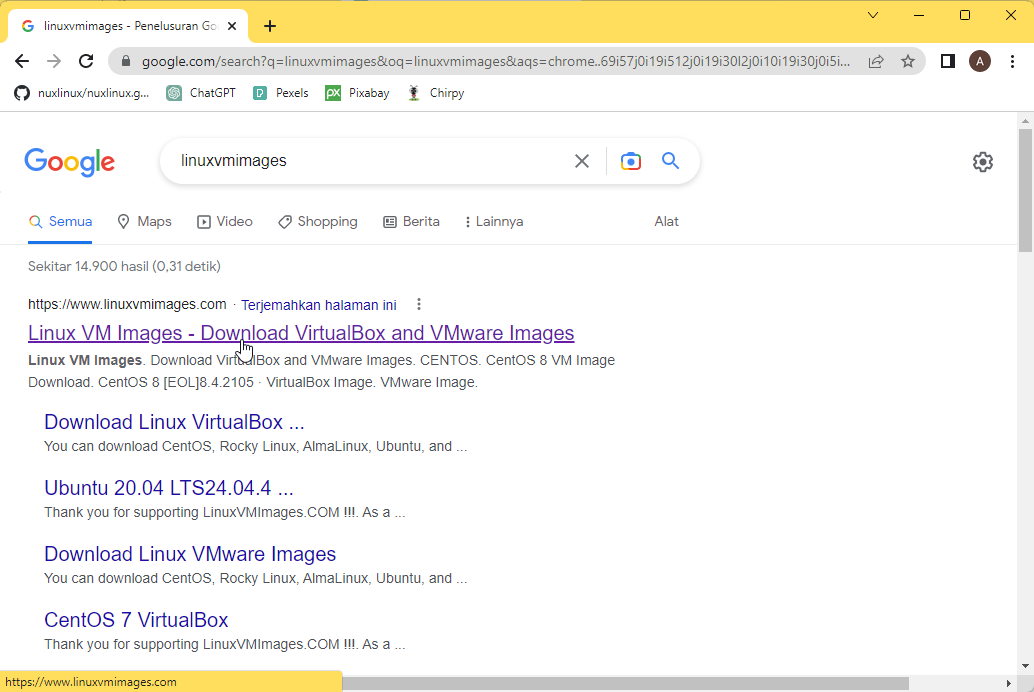 linuxvmimages - Penelusuran Go
google.com/search?q=linuxvmimages&oq=linuxvmimages&aqs=chrome..69i57j0i19i512j0i19i30l2j0i10i19i30j0i5i...
A
nuxlinux/nuxlinux.g...
ChatGPT
Pexels
px Pixabay
Chirpy
Google
linuxvmimages
Semua
Maps
Video
Shopping
Berita
Lainnya
Alat
Sekitar 14.900 hasil (0,31 detik)
https://www.linuxvmimages.com · Terjemahkan halaman ini
Linux VM Images - Download VirtualBox and VMware Images
Linux VM Images. Download VirtualBox and VMware Images. CENTOS. CentOS 8 VM Image
Download. CentOS 8 [EOL]8.4.2105 · VirtualBox Image. VMware Image.
Download Linux VirtualBox ...
You can download CentOS, Rocky Linux, AlmaLinux, Ubuntu, and ...
Ubuntu 20.04 LTS24.04.4 ...
Thank you for supporting LinuxVMImages.COM !!!. As a ...
Download Linux VMware Images
You can download CentOS, Rocky Linux, AlmaLinux, Ubuntu, and ...
CentOS 7 VirtualBox
Thank you for supporting LinuxVMImages.COM !!!. As a ...
https://www.linuxvmimages.com